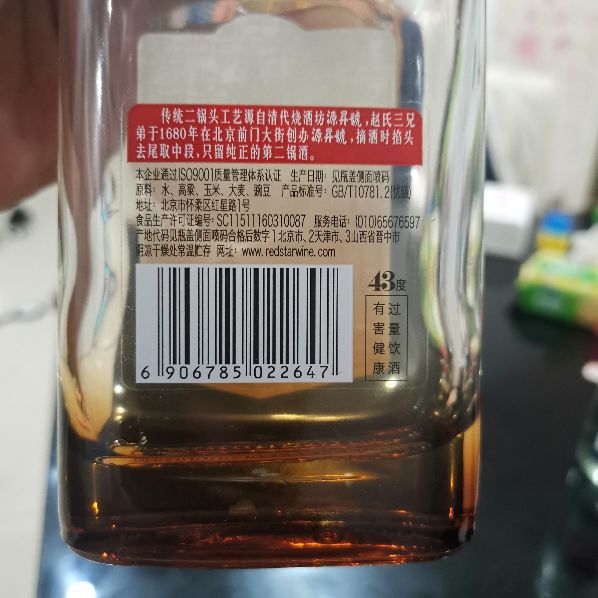 传统二锅头工艺源自清代烧酒坊源昇號,赵氏三兄
弟于1680年在北京前门大街创办源昇號,摘酒时掐头
去尾取中段,只留纯正的第二锅酒。
本企业通过ISO9001质量管理体系认证 生产日期:见瓶盖侧面喷码
原料:水、高粱、玉米、大麦、豌豆 产品标准号:GB/T10781.2(优级)
地址:北京市怀柔区红星路1号
食品生产许可证编号:SC11511160310087 服务电话:(010)65676597
产地代码见瓶盖侧面喷码合格后数字1北京市、2天津市、3山西省晋中市
阴凉干燥处常温贮存 网址:www.redstarwine.com
43度
过量饮酒
有害健康
6 906785 022647